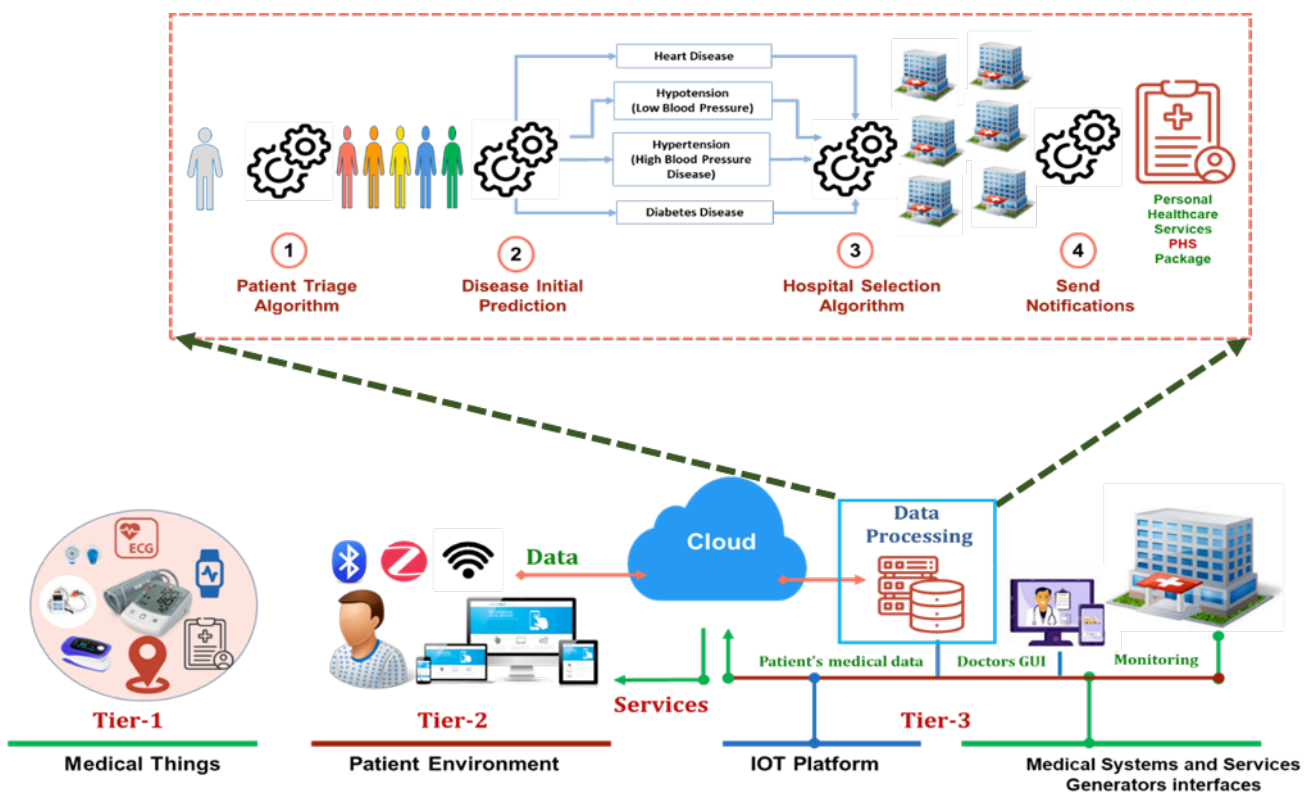 Heart Disease
Hypotension
(Low Blood Pressure)
Hypertension
(High Blood Pressure
Disease)
Diabetes Disease
1
Patient Triage
Algorithm
2
Disease Initial
Prediction
3
Hospital Selection
Algorithm
4
Send
Notifications
Personal
Healthcare
Services
PHS
Package
ECG
Tier-1
Medical Things
Data
Tier-2
Patient Environment
Cloud
Services
Data
Processing
Patient's medical data
Doctors GUI
Monitoring
Tier-3
IOT Platform
Medical Systems and Services
Generators interfaces